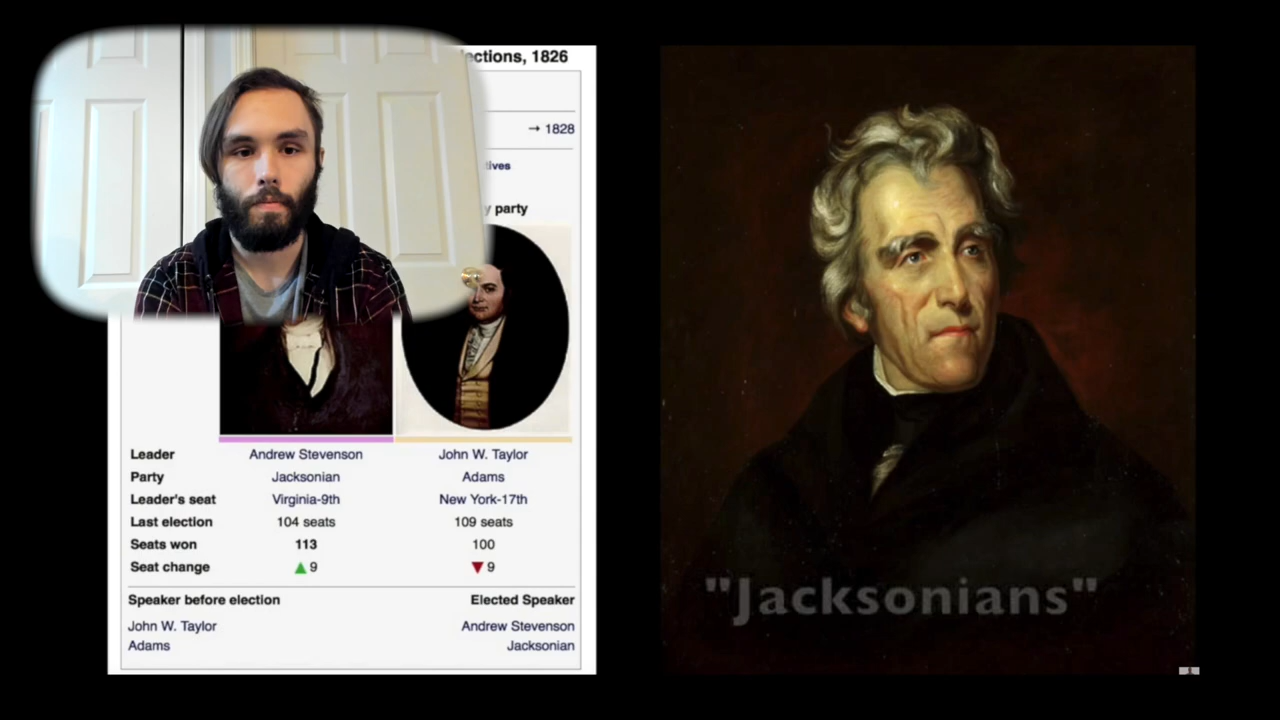 ections, 1826
→ 1828
tives
y party
Leader Andrew Stevenson John W. Taylor
Party Jacksonian Adams
Leader's seat Virginia-9th New York-17th
Last election 104 seats 109 seats
Seats won 113 100
Seat change ▲ 9 ▼ 9
Speaker before election Elected Speaker
John W. Taylor Andrew Stevenson
Adams Jacksonian
"Jacksonians"